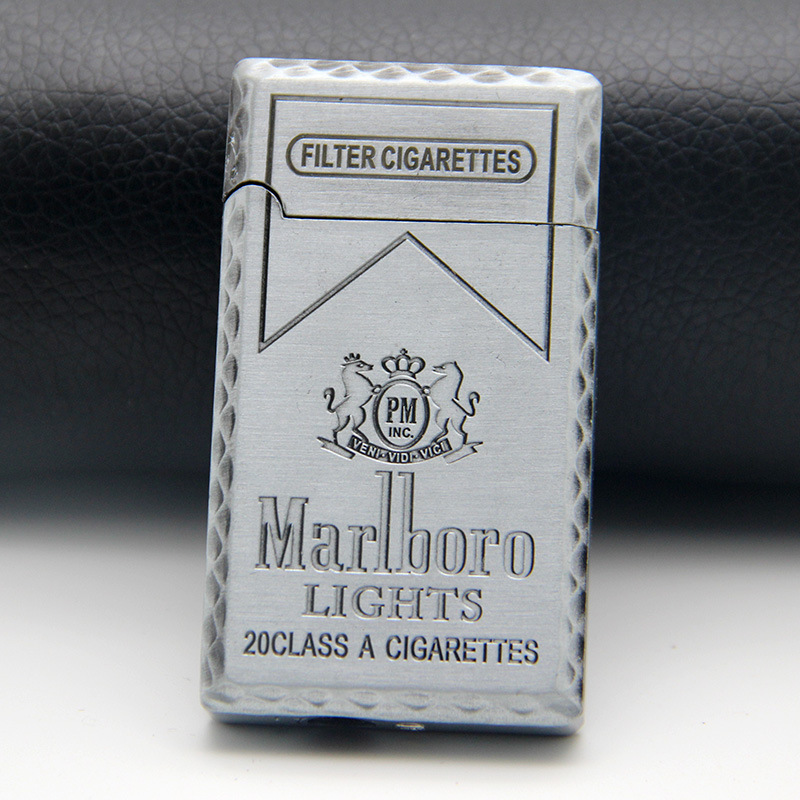 FILTER CIGARETTES
PM
INC.
VENI·VIDI·VICI
Marlboro
LIGHTS
20CLASS A CIGARETTES